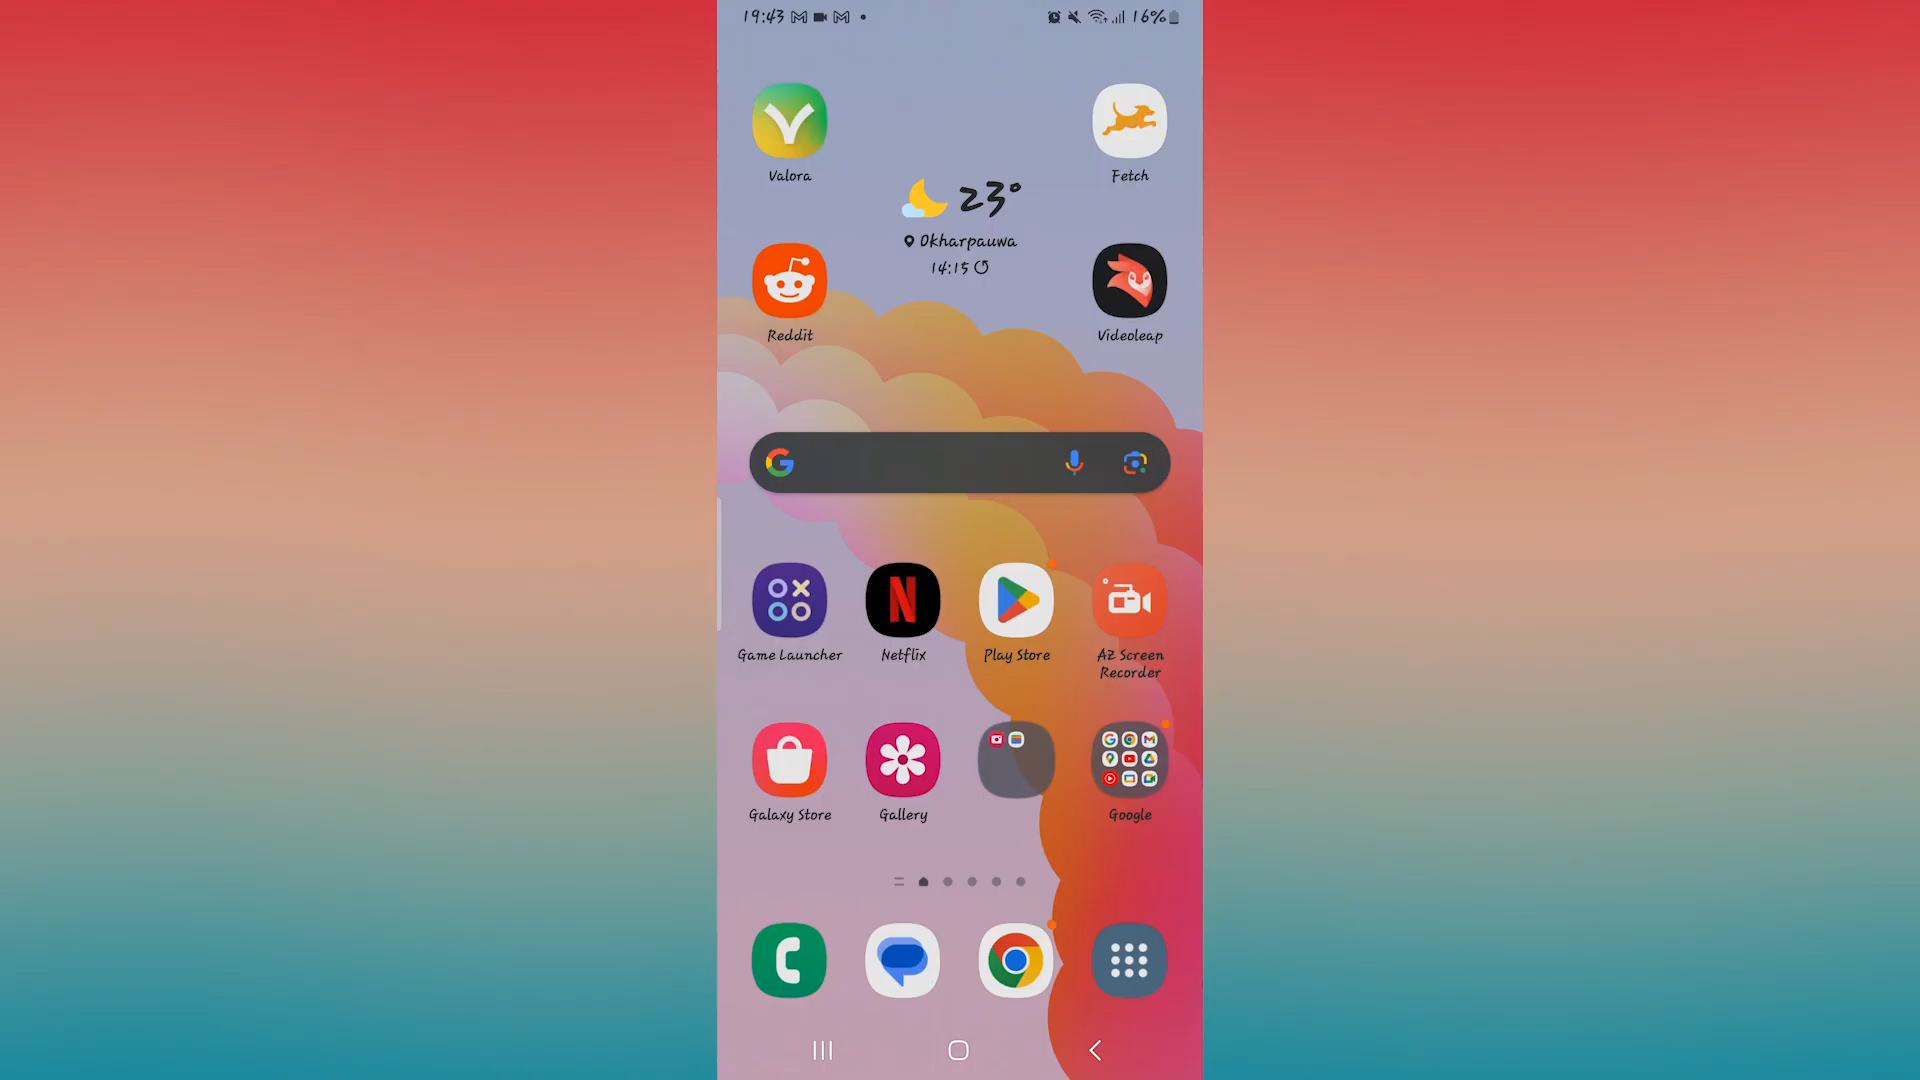 19:43
16%
Valora
Fetch
23°
Okharpauwa
14:15
Reddit
Videoleap
Game Launcher
Netflix
Play Store
AZ Screen
Recorder
Galaxy Store
Gallery
Google